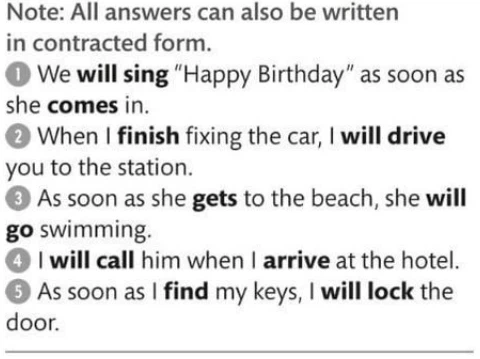 Note: All answers can also be written
in contracted form.
1 We will sing "Happy Birthday" as soon as
she comes in.
2 When I finish fixing the car, I will drive
you to the station.
3 As soon as she gets to the beach, she will
go swimming.
4 I will call him when I arrive at the hotel.
5 As soon as I find my keys, I will lock the
door.